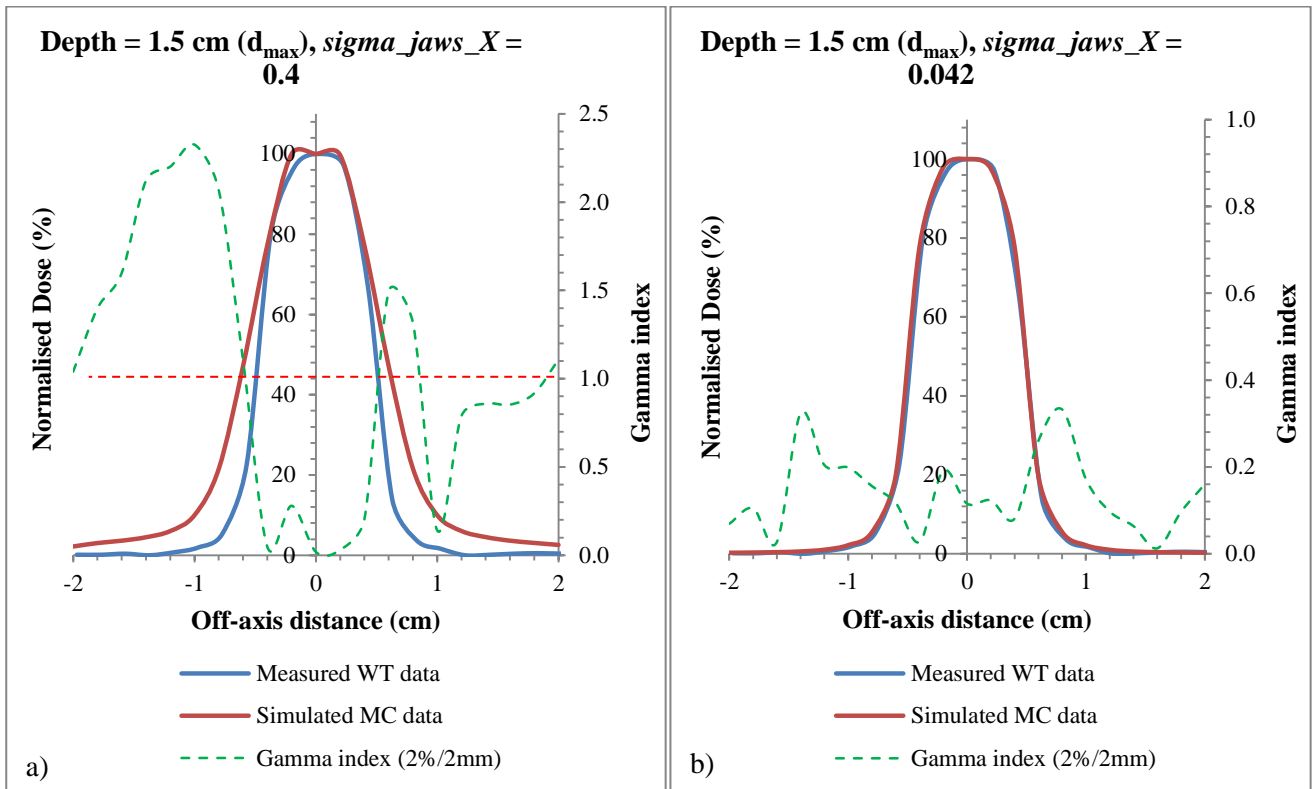 Depth = 1.5 cm (dmax), sigma_jaws_X =
0.4
Normalised Dose (%)
100
80
60
40
20
0
2.5
2.0
1.5
1.0
0.5
0.0
Gamma index
-2 -1 0 1 2
Off-axis distance (cm)
Measured WT data
Simulated MC data
Gamma index (2%/2mm)
a)
Depth = 1.5 cm (dmax), sigma_jaws_X =
0.042
Normalised Dose (%)
100
80
60
40
20
0
1.0
0.8
0.6
0.4
0.2
0.0
Gamma index
-2 -1 0 1 2
Off-axis distance (cm)
Measured WT data
Simulated MC data
Gamma index (2%/2mm)
b)